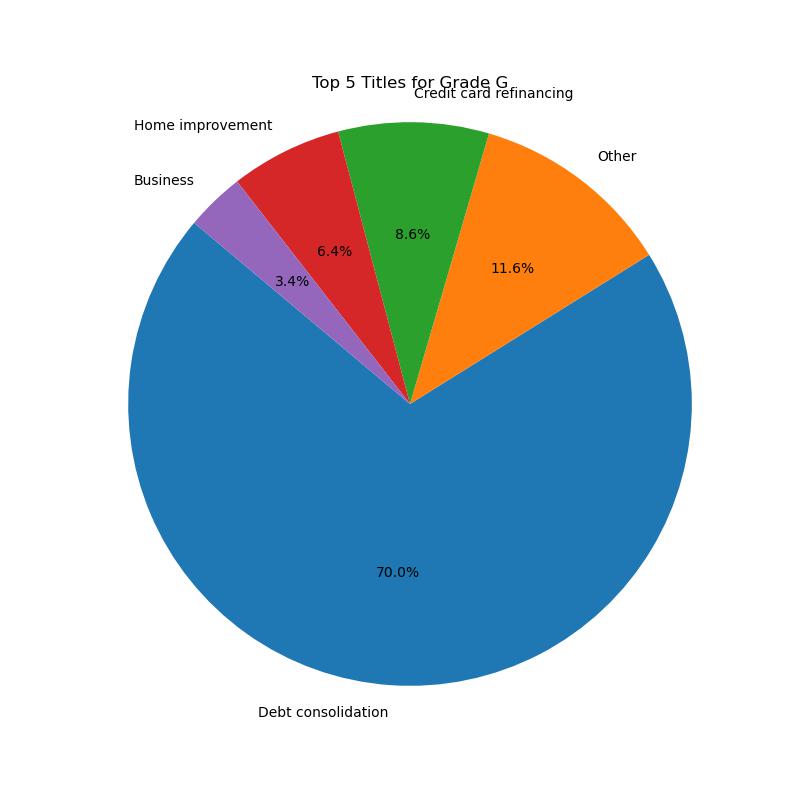 Top 5 Titles for Grade G
Credit card refinancing
Home improvement
Other
Business
8.6%
6.4%
11.6%
3.4%
70.0%
Debt consolidation